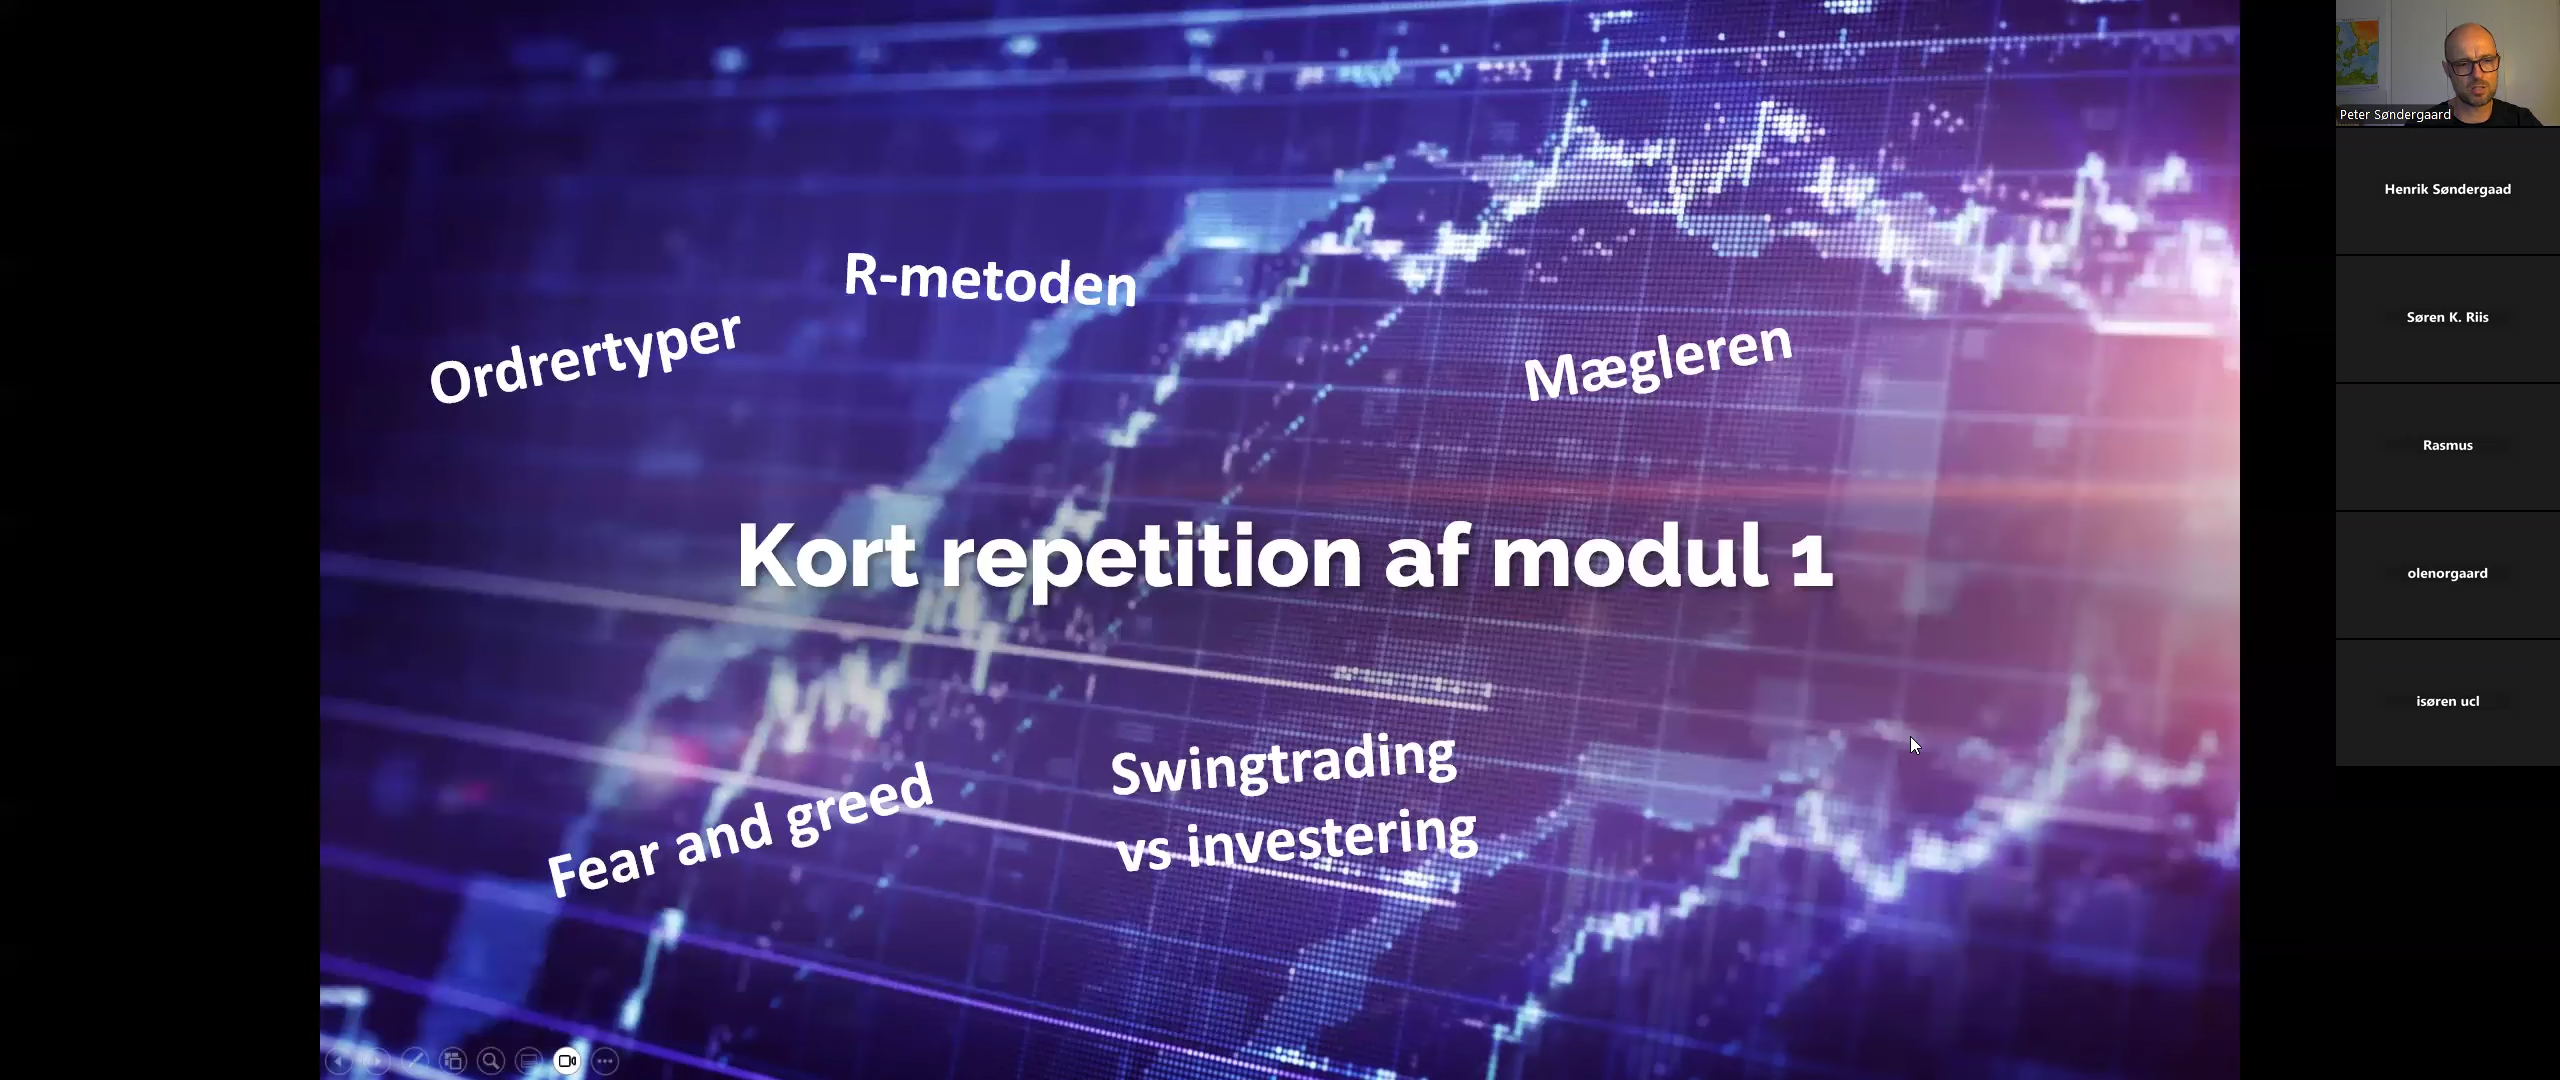 R-metoden
Ordrertyper
Mægleren
Kort repetition af modul 1
Swingtrading
vs investering
Fear and greed
Peter Søndergaard
Henrik Søndergaad
Søren K. Riis
Rasmus
olenorgaard
isøren ucl